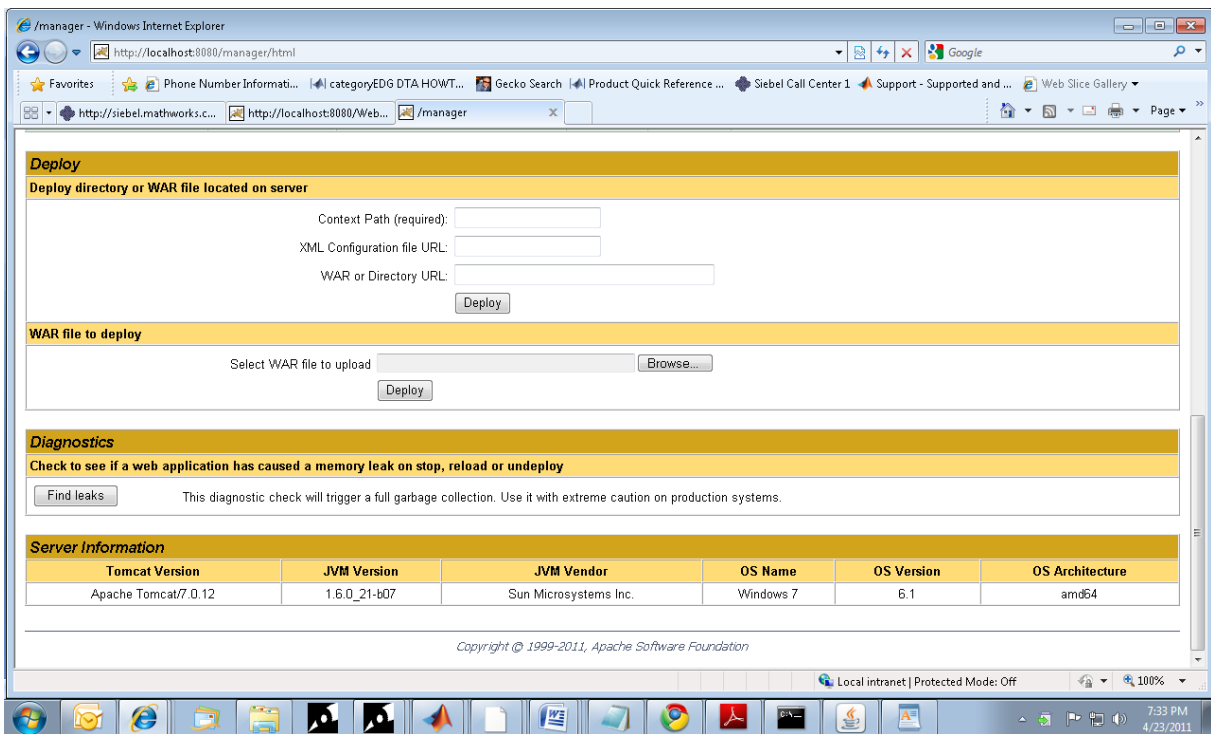 /manager - Windows Internet Explorer
http://localhost:8080/manager/html
Google
Favorites
Phone Number Informati...
categoryEDG DTA HOWT...
Gecko Search
Product Quick Reference ...
Siebel Call Center 1
Support - Supported and ...
Web Slice Gallery
http://siebel.mathworks.c...
http://localhost:8080/Web...
/manager
x
Page
Deploy
Deploy directory or WAR file located on server
Context Path (required):
XML Configuration file URL:
WAR or Directory URL:
Deploy
WAR file to deploy
Select WAR file to upload
Browse...
Deploy
Diagnostics
Check to see if a web application has caused a memory leak on stop, reload or undeploy
Find leaks
This diagnostic check will trigger a full garbage collection. Use it with extreme caution on production systems.
Server Information
Tomcat Version JVM Version JVM Vendor OS Name OS Version OS Architecture
Apache Tomcat/7.0.12 1.6.0_21-b07 Sun Microsystems Inc. Windows 7 6.1 amd64
Copyright © 1999-2011, Apache Software Foundation
Local intranet | Protected Mode: Off
100%
7:33 PM
4/23/2011